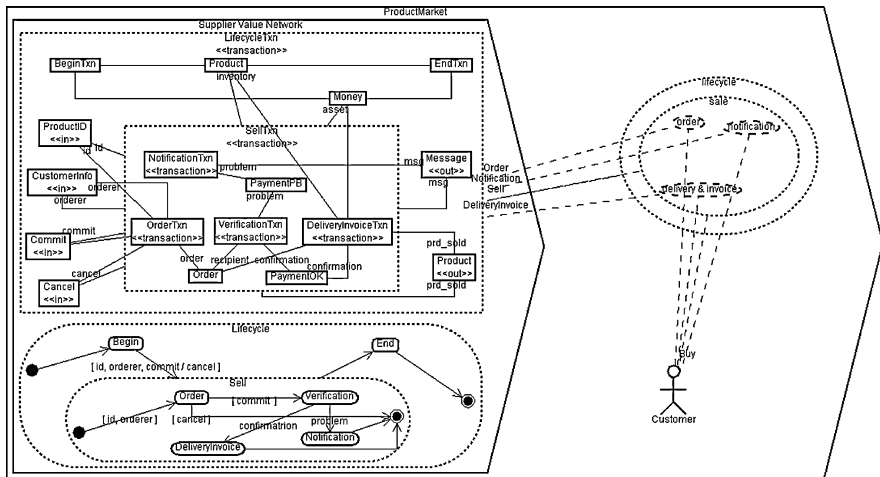 ProductMarket
Supplier Value Network
LifecycleTxn
<<transaction>>
BeginTxn
Product
EndTxn
inventory
Money
asset
ProductID
<<in>>
id
id
SellTxn
<<transaction>>
NotificationTxn
<<transaction>>
problem
PaymentPB
problem
msg
Message
<<out>>
msg
CustomerInfo
<<in>>
orderer
orderer
OrderTxn
<<transaction>>
VerificationTxn
<<transaction>>
DeliveryInvoiceTxn
<<transaction>>
Commit
<<in>>
commit
Cancel
<<in>>
cancel
order
recipient
confirmation
confirmation
Order
PaymentOK
prd_sold
Product
<<out>>
prd_sold
Order
Notification
Sell
DeliveryInvoice
lifecycle
sale
order
notification
delivery & invoice
Buy
Customer
Lifecycle
Begin
End
[ id, orderer, commit / cancel ]
Sell
Order
[ commit ]
Verification
[ id, orderer ]
[ cancel ]
confirmatrion
problem
DeliveryInvoice
Notification